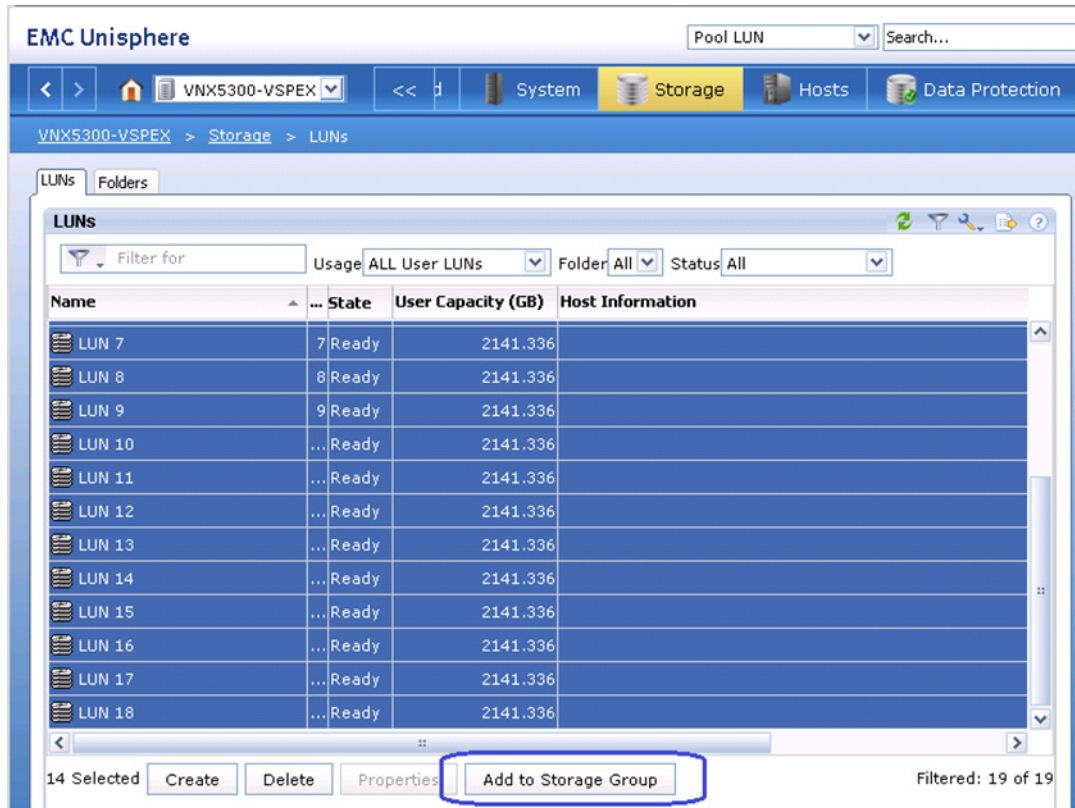 EMC Unisphere
Pool LUN
Search...
VNX5300-VSPEX
<<
System
Storage
Hosts
Data Protection
VNX5300-VSPEX > Storage > LUNs
LUNs
Folders
LUNs
Filter for
Usage ALL User LUNs
Folder All
Status All
Name ... State User Capacity (GB) Host Information
LUN 7 7 Ready 2141.336
LUN 8 8 Ready 2141.336
LUN 9 9 Ready 2141.336
LUN 10 ... Ready 2141.336
LUN 11 ... Ready 2141.336
LUN 12 ... Ready 2141.336
LUN 13 ... Ready 2141.336
LUN 14 ... Ready 2141.336
LUN 15 ... Ready 2141.336
LUN 16 ... Ready 2141.336
LUN 17 ... Ready 2141.336
LUN 18 ... Ready 2141.336
14 Selected Create Delete Properties Add to Storage Group Filtered: 19 of 19